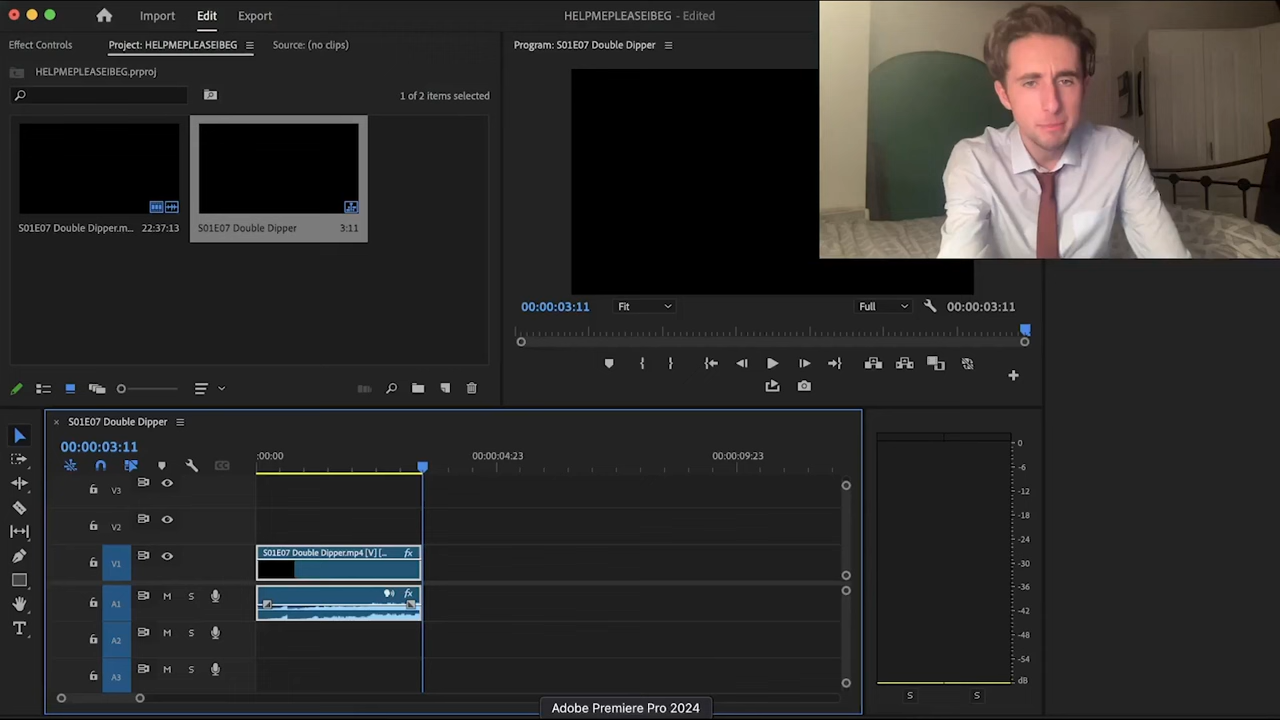 Import
Edit
Export
HELPMEPLEASEIBEG - Edited
Effect Controls
Project: HELPMEPLEASEIBEG
Source: (no clips)
Program: S01E07 Double Dipper
HELPMEPLEASEIBEG.prproj
1 of 2 items selected
S01E07 Double Dipper.m...
22:37:13
S01E07 Double Dipper
3:11
00:00:03:11
Fit
Full
00:00:03:11
S01E07 Double Dipper
00:00:03:11
:00:00
00:00:04:23
00:00:09:23
V3
V2
V1
S01E07 Double Dipper.mp4 [V] [...
fx
A1
M
S
fx
A2
M
S
A3
M
S
0
-6
-12
-18
-24
-30
-36
-42
-48
-54
dB
S
S
Adobe Premiere Pro 2024